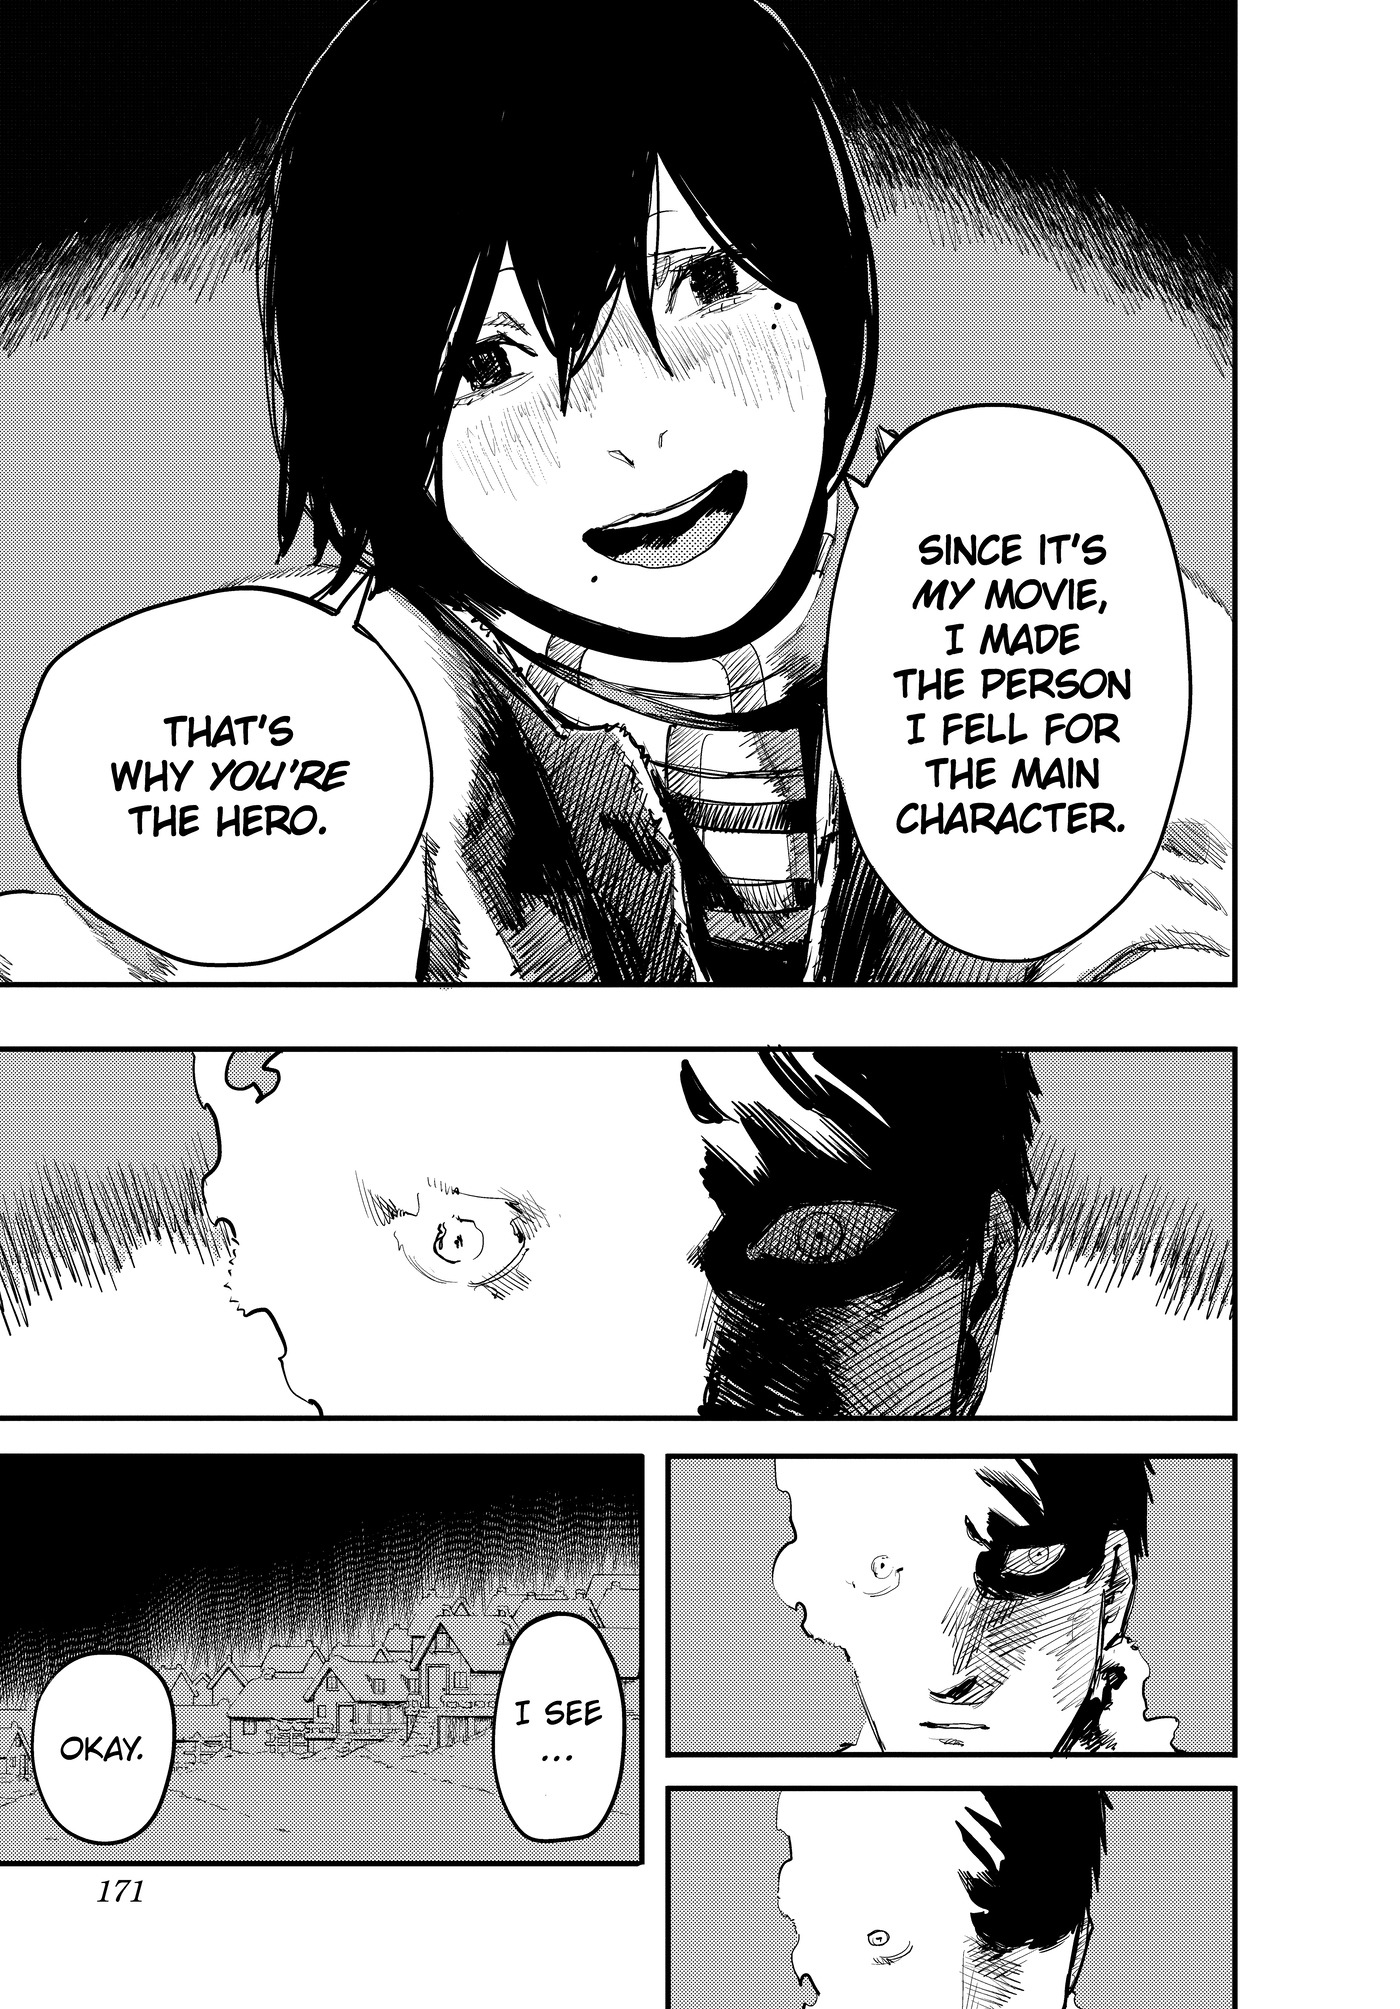 SINCE IT'S
MY MOVIE,
I MADE
THE PERSON
I FELL FOR
THE MAIN
CHARACTER.
THAT'S
WHY YOU'RE
THE HERO.
I SEE
...
OKAY.
171